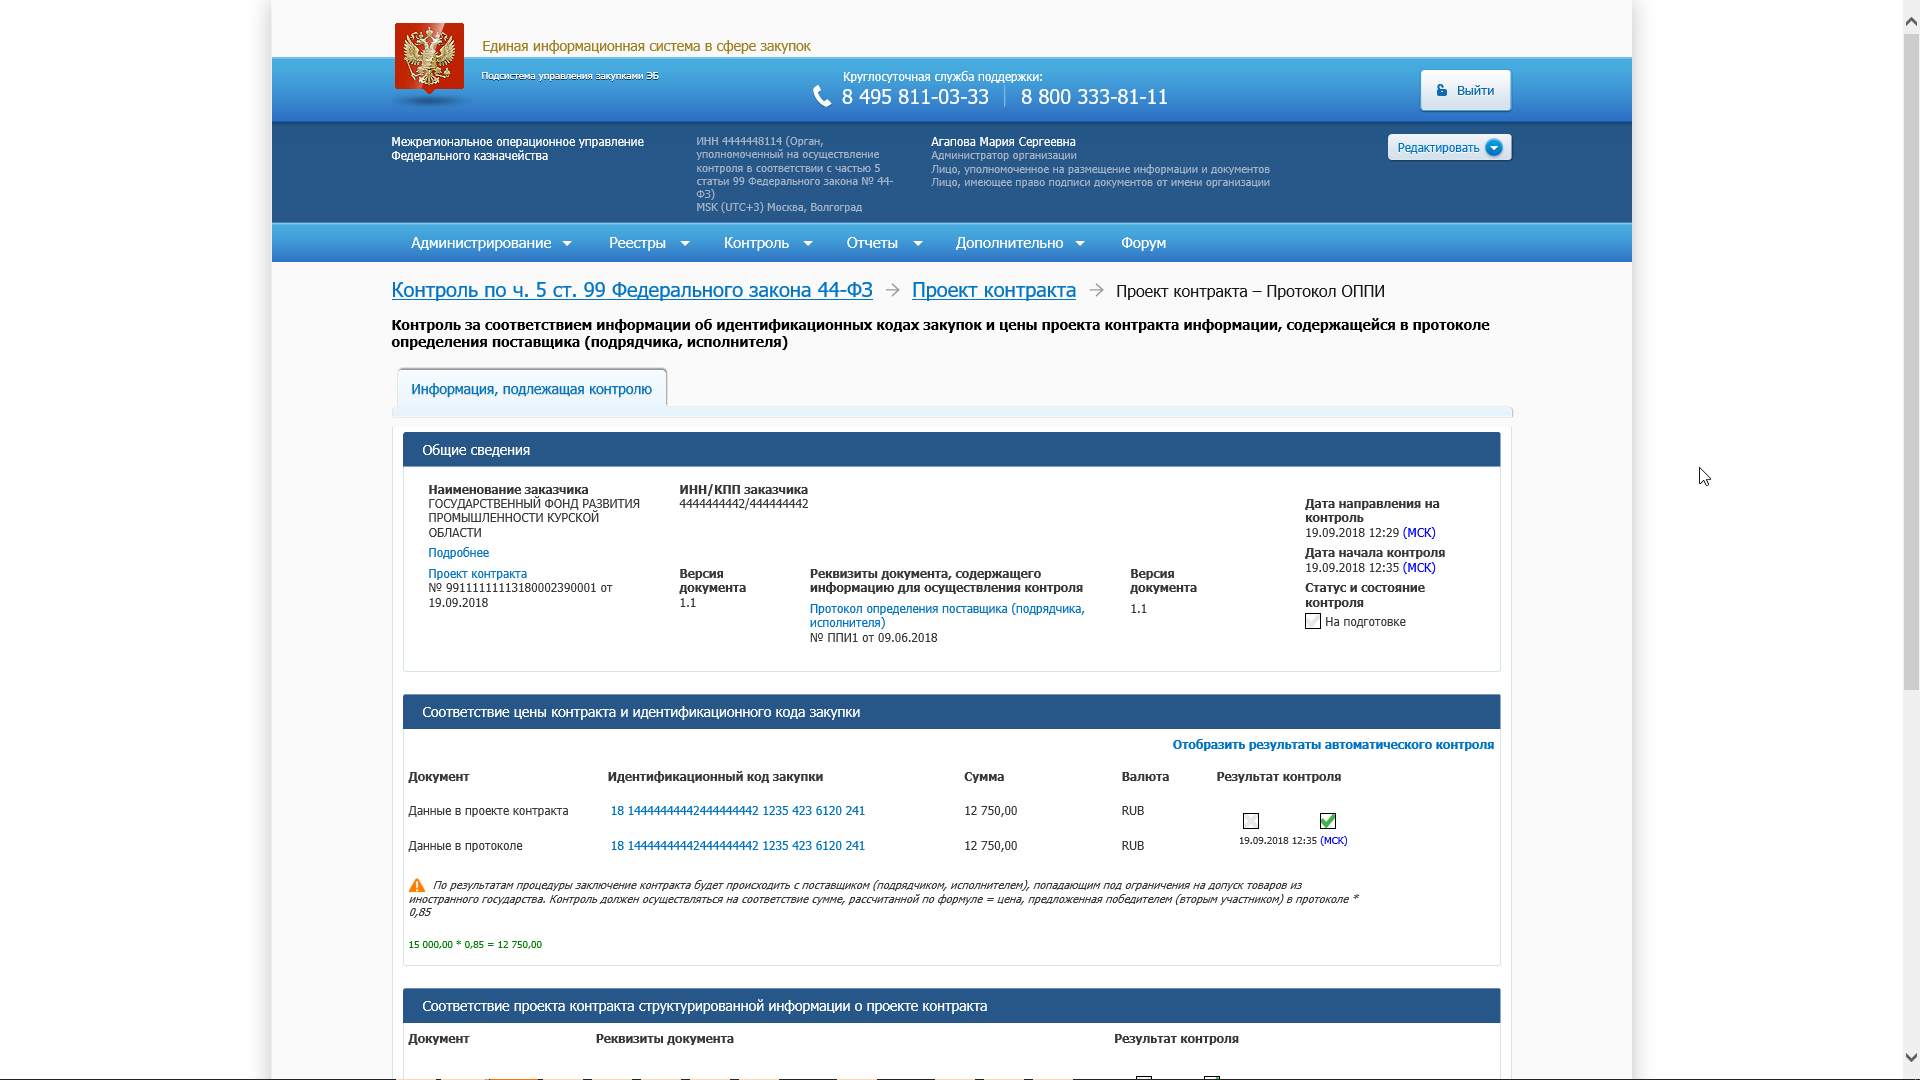 Единая информационная система в сфере закупок
Подсистема управления закупками ЭБ
Круглосуточная служба поддержки:
8 495 811-03-33
8 800 333-81-11
Выйти
Межрегиональное операционное управление
Федерального казначейства
ИНН 4444448114 (Орган,
уполномоченный на осуществление
контроля в соответствии с частью 5
статьи 99 Федерального закона № 44-
ФЗ)
MSK (UTC+3) Москва, Волгоград
Агапова Мария Сергеевна
Администратор организации
Лицо, уполномоченное на размещение информации и документов
Лицо, имеющее право подписи документов от имени организации
Редактировать
Администрирование
Реестры
Контроль
Отчеты
Дополнительно
Форум
Контроль по ч. 5 ст. 99 Федерального закона 44-ФЗ
Проект контракта
Проект контракта – Протокол ОППИ
Контроль за соответствием информации об идентификационных кодах закупок и цены проекта контракта информации, содержащейся в протоколе
определения поставщика (подрядчика, исполнителя)
Информация, подлежащая контролю
Общие сведения
Наименование заказчика
ГОСУДАРСТВЕННЫЙ ФОНД РАЗВИТИЯ
ПРОМЫШЛЕННОСТИ КУРСКОЙ
ОБЛАСТИ
Подробнее
ИНН/КПП заказчика
4444444442/444444442
Дата направления на
контроль
19.09.2018 12:29 (МСК)
Дата начала контроля
19.09.2018 12:35 (МСК)
Статус и состояние
контроля
На подготовке
Проект контракта
№ 99111111113180002390001 от
19.09.2018
Версия
документа
1.1
Реквизиты документа, содержащего
информацию для осуществления контроля
Протокол определения поставщика (подрядчика,
исполнителя)
№ ППИ1 от 09.06.2018
Версия
документа
1.1
Соответствие цены контракта и идентификационного кода закупки
Отобразить результаты автоматического контроля
Документ
Идентификационный код закупки
Сумма
Валюта
Результат контроля
Данные в проекте контракта
18 14444444442444444442 1235 423 6120 241
12 750,00
RUB
19.09.2018 12:35 (МСК)
Данные в протоколе
18 14444444442444444442 1235 423 6120 241
12 750,00
RUB
По результатам процедуры заключение контракта будет происходить с поставщиком (подрядчиком, исполнителем), попадающим под ограничения на допуск товаров из
иностранного государства. Контроль должен осуществляться на соответствие сумме, рассчитанной по формуле = цена, предложенная победителем (вторым участником) в протоколе *
0,85
15 000,00 * 0,85 = 12 750,00
Соответствие проекта контракта структурированной информации о проекте контракта
Документ
Реквизиты документа
Результат контроля